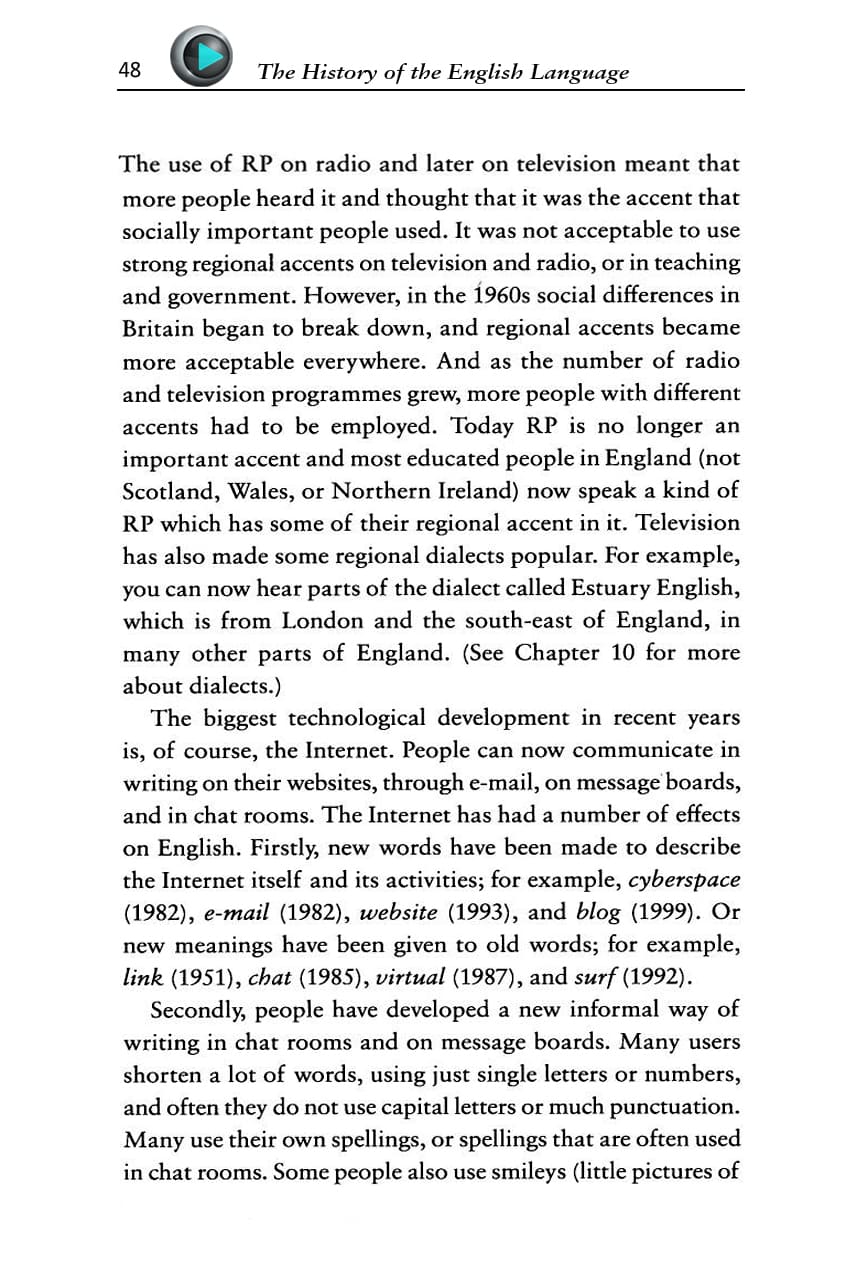 48
The History of the English Language
The use of RP on radio and later on television meant that
more people heard it and thought that it was the accent that
socially important people used. It was not acceptable to use
strong regional accents on television and radio, or in teaching
and government. However, in the 1960s social differences in
Britain began to break down, and regional accents became
more acceptable everywhere. And as the number of radio
and television programmes grew, more people with different
accents had to be employed. Today RP is no longer an
important accent and most educated people in England (not
Scotland, Wales, or Northern Ireland) now speak a kind of
RP which has some of their regional accent in it. Television
has also made some regional dialects popular. For example,
you can now hear parts of the dialect called Estuary English,
which is from London and the south-east of England, in
many other parts of England. (See Chapter 10 for more
about dialects.)
The biggest technological development in recent years
is, of course, the Internet. People can now communicate in
writing on their websites, through e-mail, on message boards,
and in chat rooms. The Internet has had a number of effects
on English. Firstly, new words have been made to describe
the Internet itself and its activities; for example, cyberspace
(1982), e-mail (1982), website (1993), and blog (1999). Or
new meanings have been given to old words; for example,
link (1951), chat (1985), virtual (1987), and surf (1992).
Secondly, people have developed a new informal way of
writing in chat rooms and on message boards. Many users
shorten a lot of words, using just single letters or numbers,
and often they do not use capital letters or much punctuation.
Many use their own spellings, or spellings that are often used
in chat rooms. Some people also use smileys (little pictures of